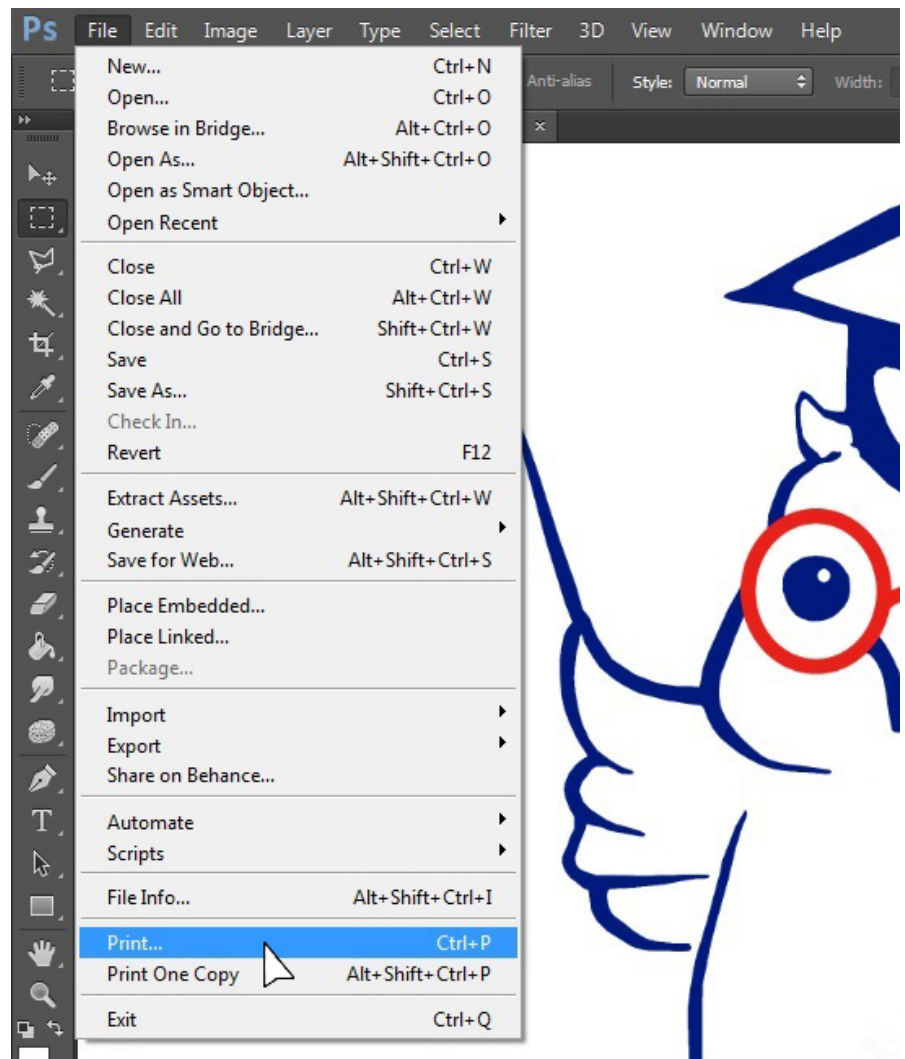 Ps File Edit Image Layer Type Select Filter 3D View Window Help
Anti-alias Style: Normal Width:
New... Ctrl+N
Open... Ctrl+O
Browse in Bridge... Alt+Ctrl+O
Open As... Alt+Shift+Ctrl+O
Open as Smart Object...
Open Recent
Close Ctrl+W
Close All Alt+Ctrl+W
Close and Go to Bridge... Shift+Ctrl+W
Save Ctrl+S
Save As... Shift+Ctrl+S
Check In...
Revert F12
Extract Assets... Alt+Shift+Ctrl+W
Generate
Save for Web... Alt+Shift+Ctrl+S
Place Embedded...
Place Linked...
Package...
Import
Export
Share on Behance...
Automate
Scripts
File Info... Alt+Shift+Ctrl+I
Print... Ctrl+P
Print One Copy Alt+Shift+Ctrl+P
Exit Ctrl+Q